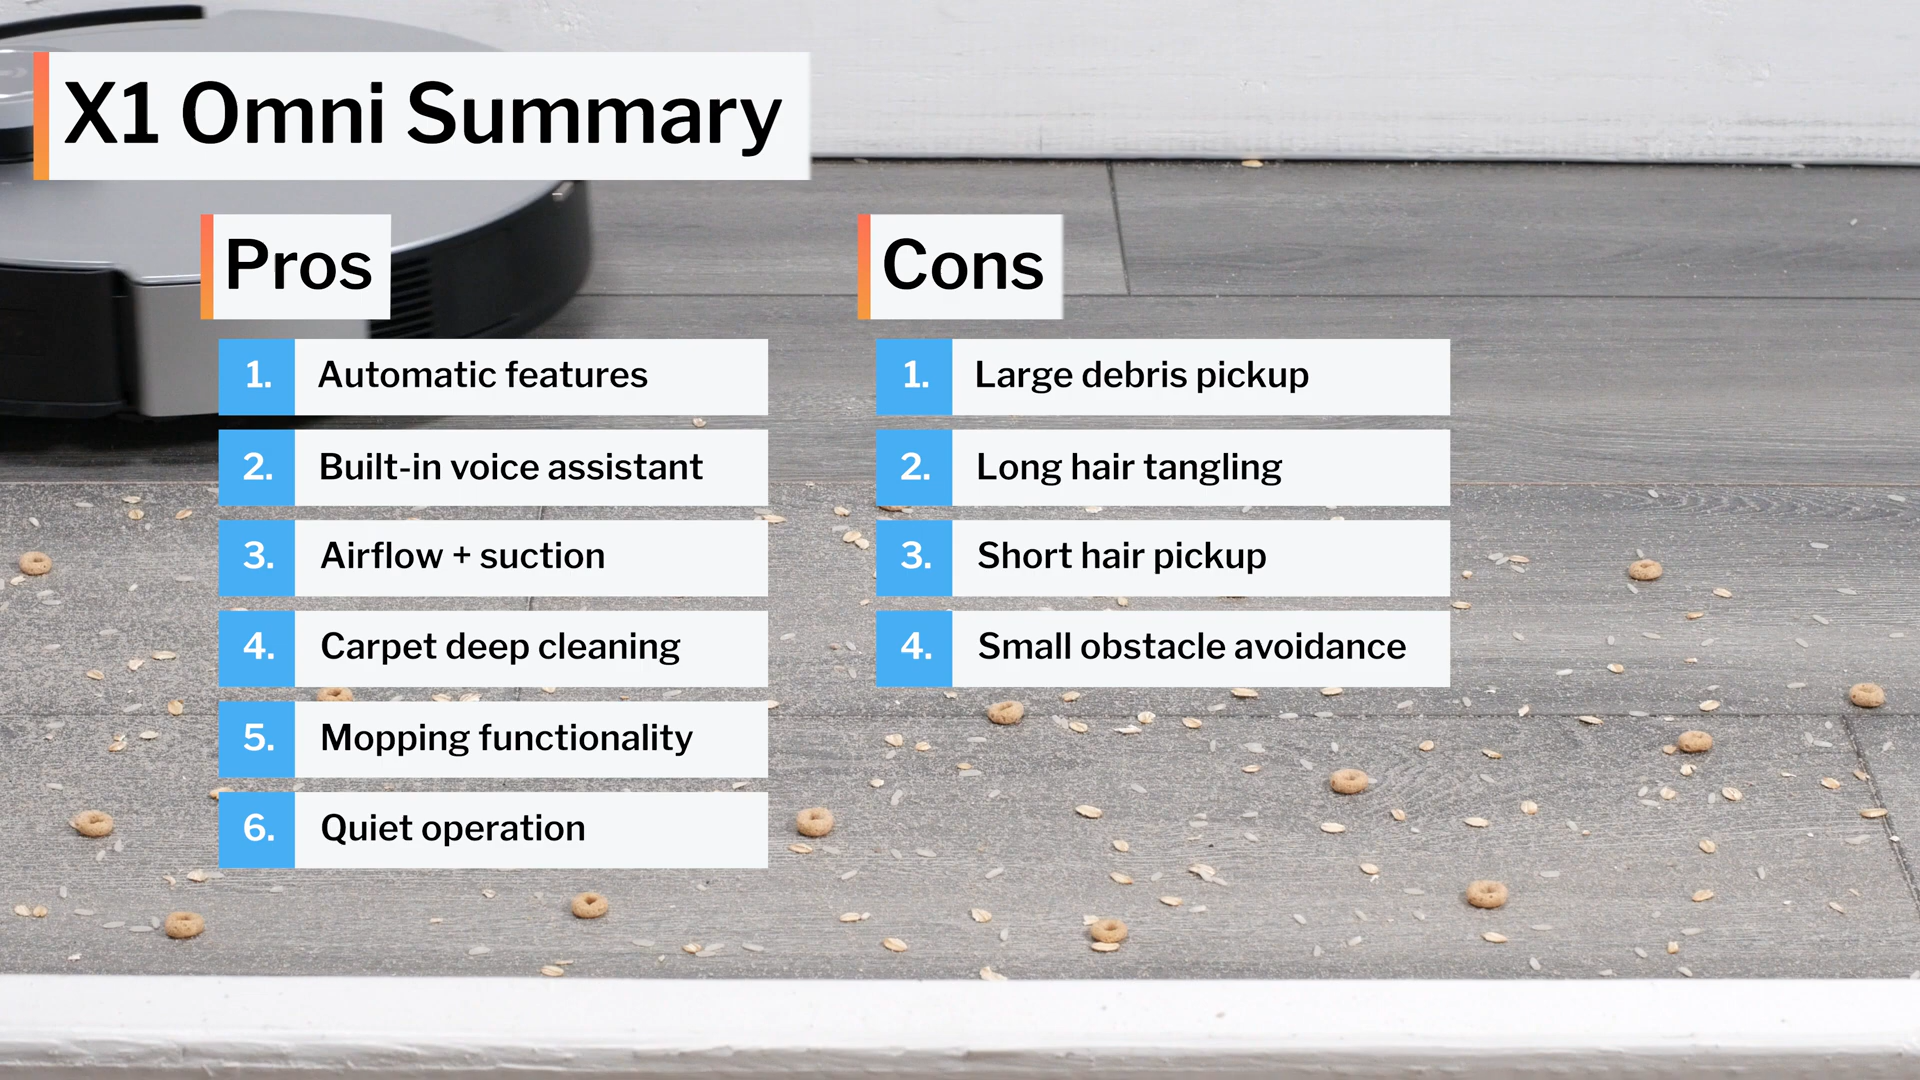 X1 Omni Summary
Pros
1. Automatic features
2. Built-in voice assistant
3. Airflow + suction
4. Carpet deep cleaning
5. Mopping functionality
6. Quiet operation
Cons
1. Large debris pickup
2. Long hair tangling
3. Short hair pickup
4. Small obstacle avoidance